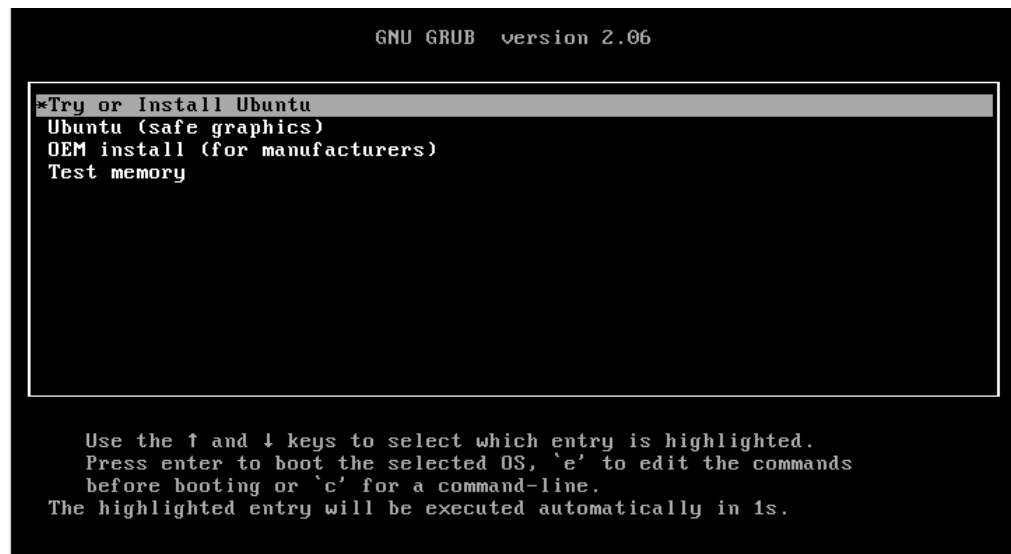 GNU GRUB version 2.06
*Try or Install Ubuntu
Ubuntu (safe graphics)
OEM install (for manufacturers)
Test memory
Use the ↑ and ↓ keys to select which entry is highlighted.
Press enter to boot the selected OS, `e' to edit the commands
before booting or `c' for a command-line.
The highlighted entry will be executed automatically in 1s.